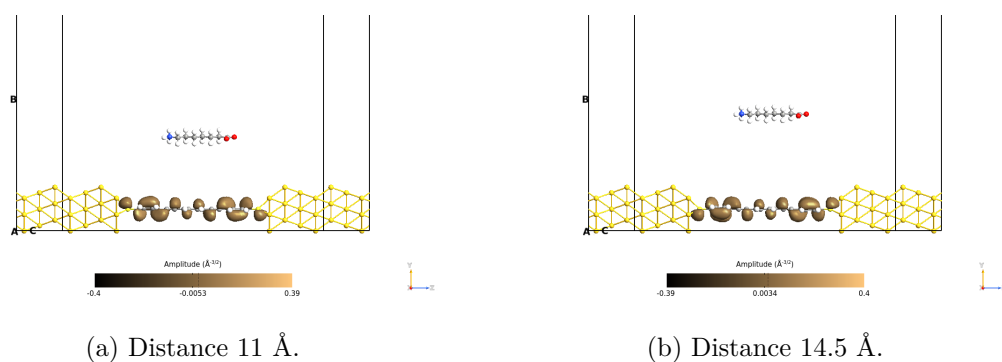 B
A
C
Amplitude (Å^-3/2)
-0.4
-0.0053
0.39
Y
X
Z
(a) Distance 11 Å.
B
A
C
Amplitude (Å^-3/2)
-0.39
0.0034
0.4
Y
(b) Distance 14.5 Å.